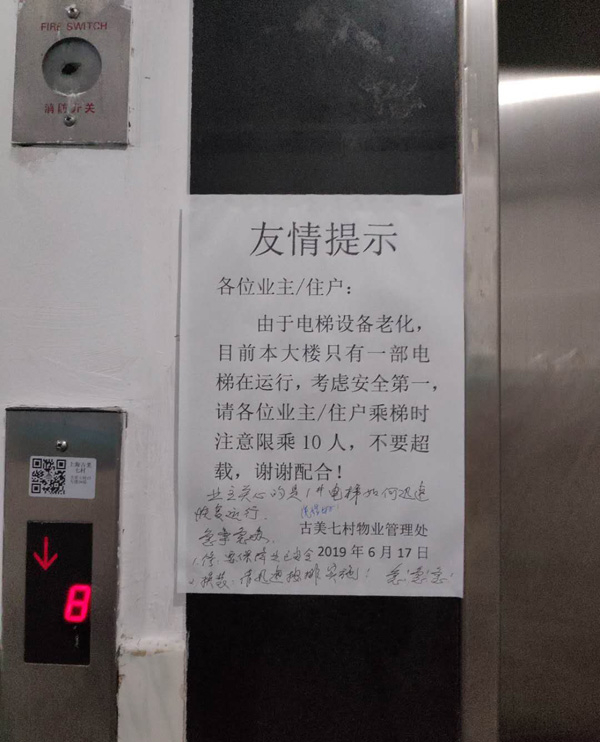 FIRE SWITCH
消防开关
友情提示
各位业主/住户：
由于电梯设备老化，
目前本大楼只有一部电
梯在运行，考虑安全第一，
请各位业主/住户乘梯时
注意限乘10人，不要超
载，谢谢配合！
业主关心的是1#电梯如何迅速
恢复运行.
古美七村物业管理处
2019年6月17日
8